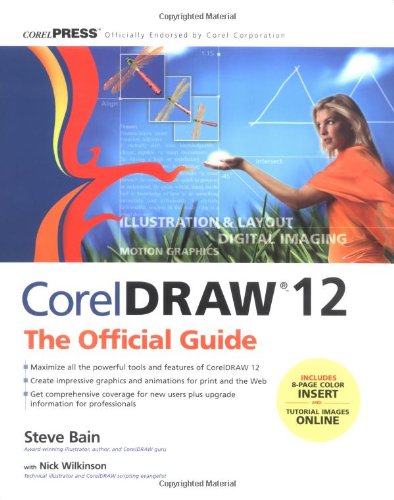 Copyrighted Material
CORELPRESS® Officially Endorsed by Corel Corporation
1.15
Align
Intersect
-45°
ILLUSTRATION & LAYOUT
DIGITAL IMAGING
MOTION GRAPHICS
CorelDRAW® 12
The Official Guide
Maximize all the powerful tools and features of CorelDRAW 12
Create impressive graphics and animations for print and the Web
Get comprehensive coverage for new users plus upgrade
information for professionals
INCLUDES
8-PAGE COLOR
INSERT
AND
TUTORIAL IMAGES
ONLINE
Steve Bain
Award-winning illustrator, author, and CorelDRAW guru
with Nick Wilkinson
Technical illustrator and CorelDRAW scripting evangelist
Copyrighted Material